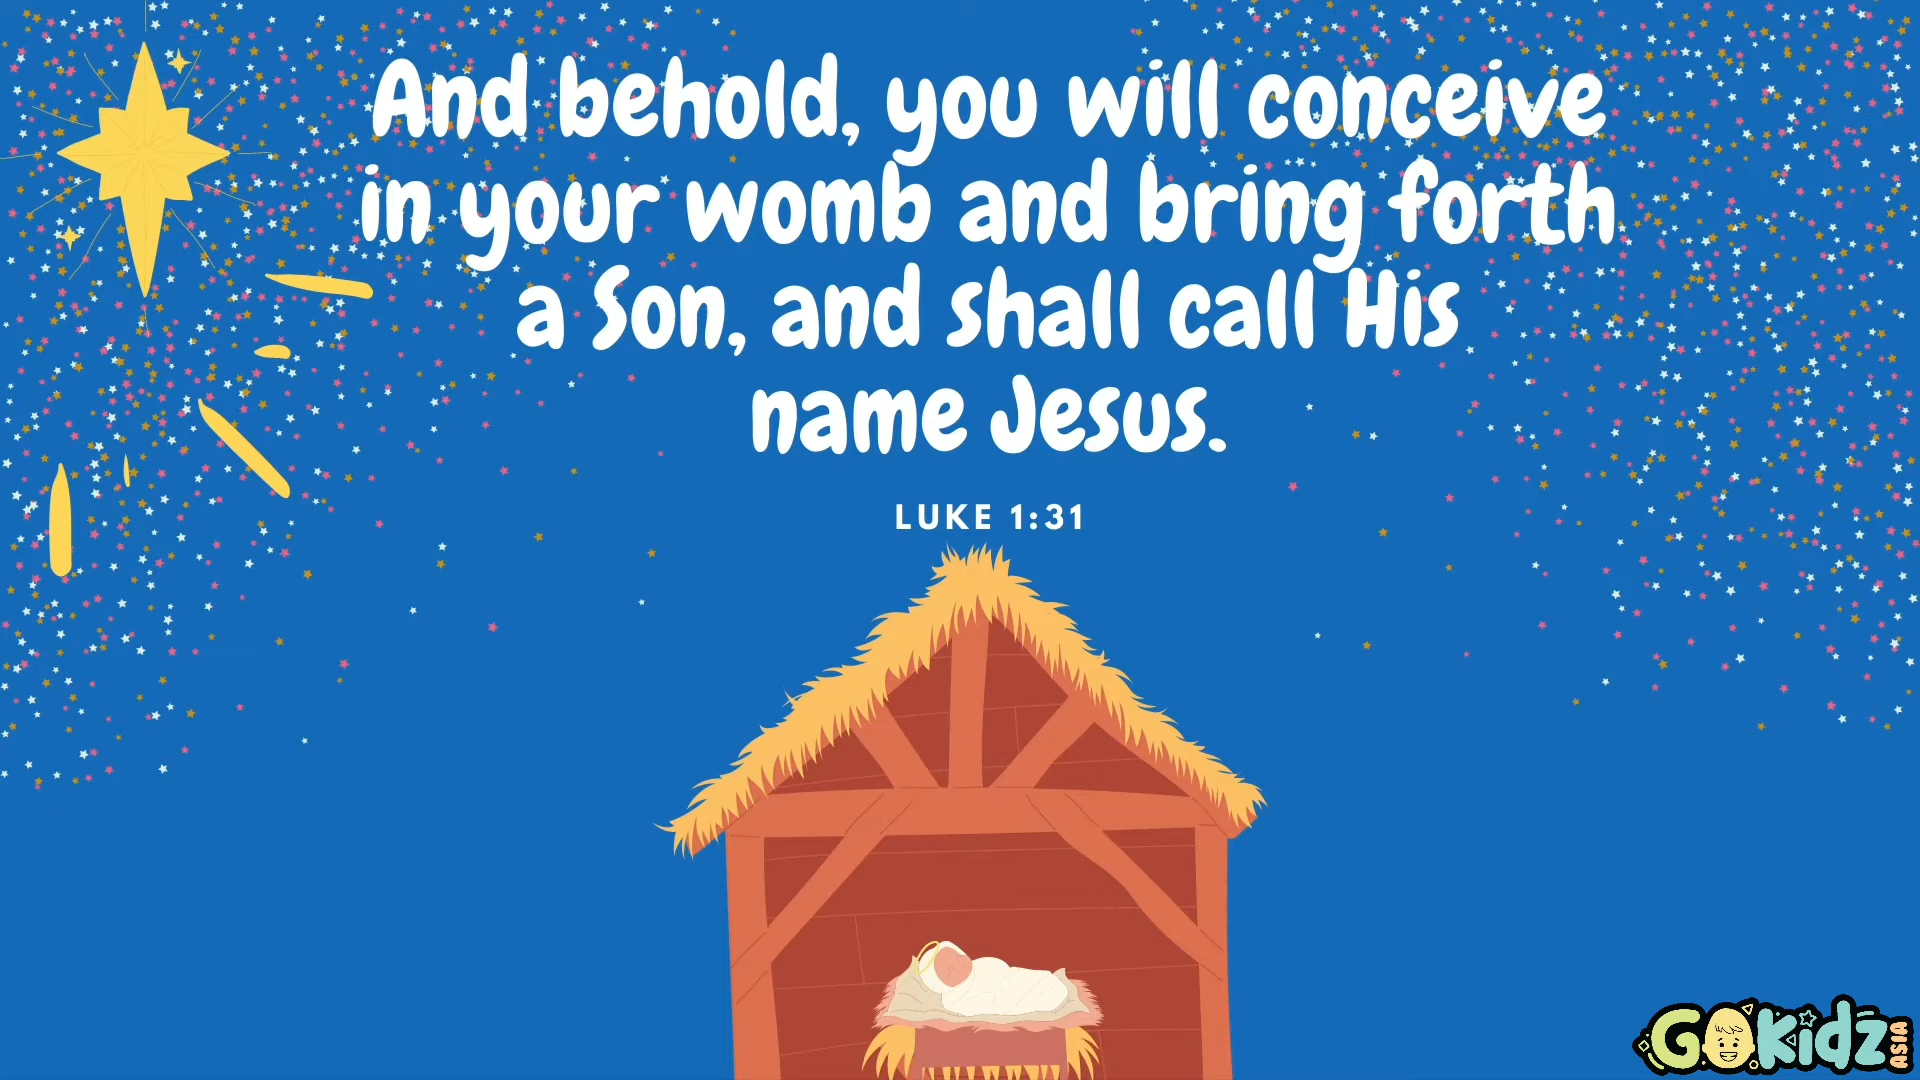 And behold, you will conceive
in your womb and bring forth
a Son, and shall call His
name Jesus.
LUKE 1:31
GOKidz
ASIA